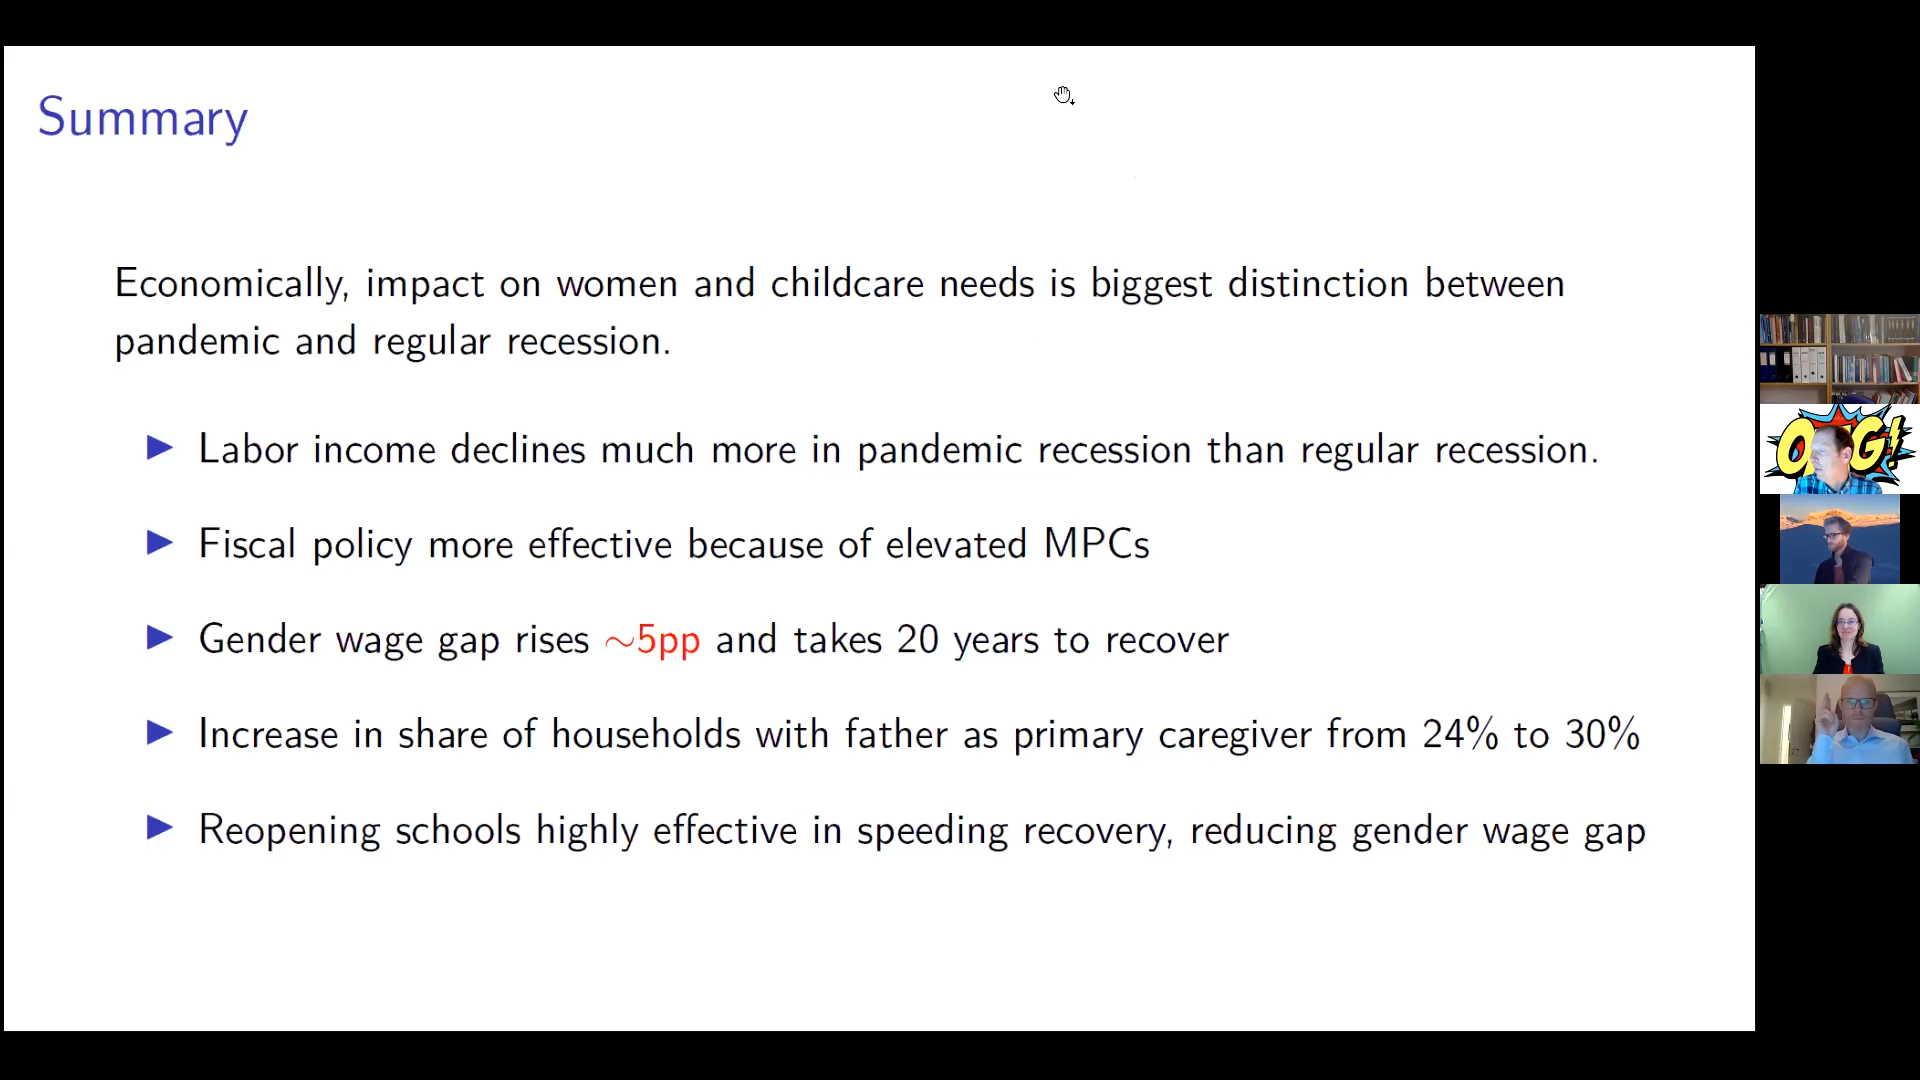 Summary
Economically, impact on women and childcare needs is biggest distinction between
pandemic and regular recession.
Labor income declines much more in pandemic recession than regular recession.
Fiscal policy more effective because of elevated MPCs
Gender wage gap rises ~5pp and takes 20 years to recover
Increase in share of households with father as primary caregiver from 24% to 30%
Reopening schools highly effective in speeding recovery, reducing gender wage gap